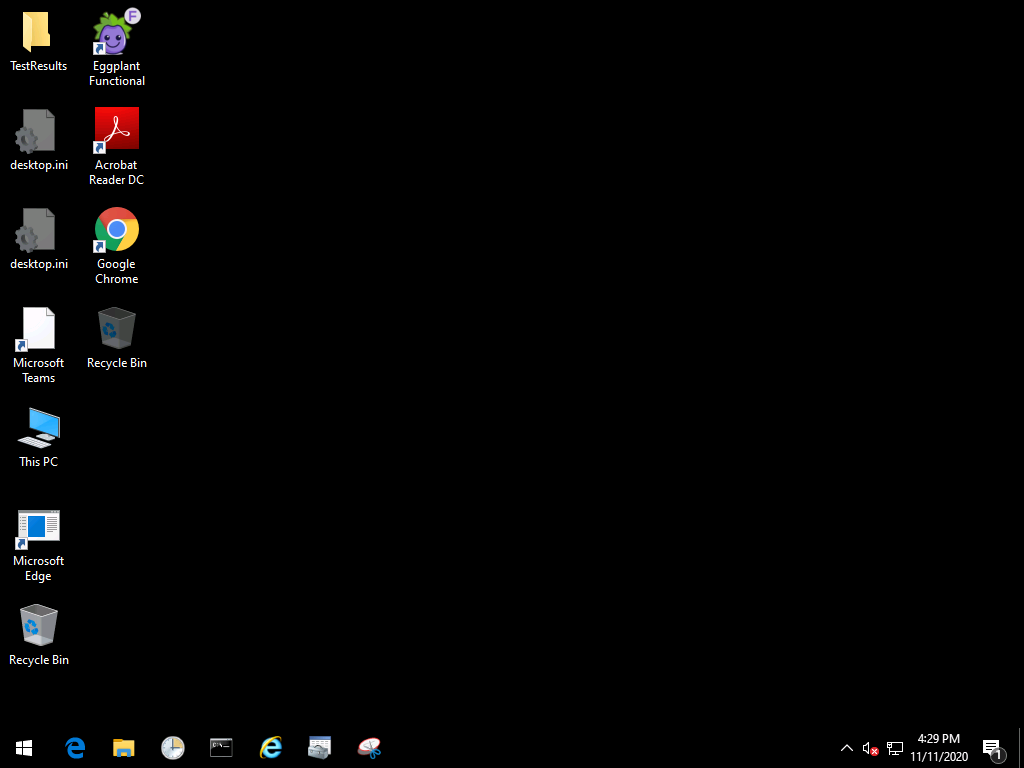 TestResults
Eggplant
Functional
F
desktop.ini
Acrobat
Reader DC
desktop.ini
Google
Chrome
Microsoft
Teams
Recycle Bin
This PC
Microsoft
Edge
Recycle Bin
4:29 PM
11/11/2020
1